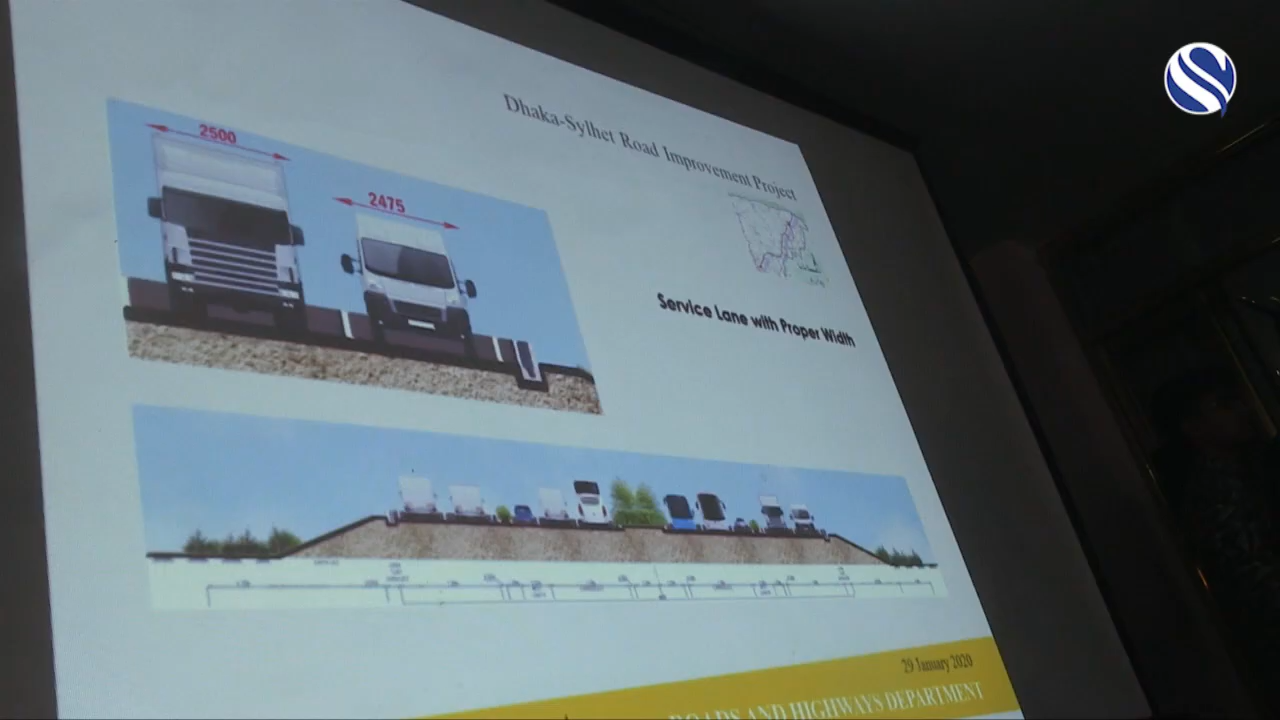 Dhaka-Sylhet Road Improvement Project
2500
2475
Service Lane with Proper Width
29 January 2020
ROADS AND HIGHWAYS DEPARTMENT